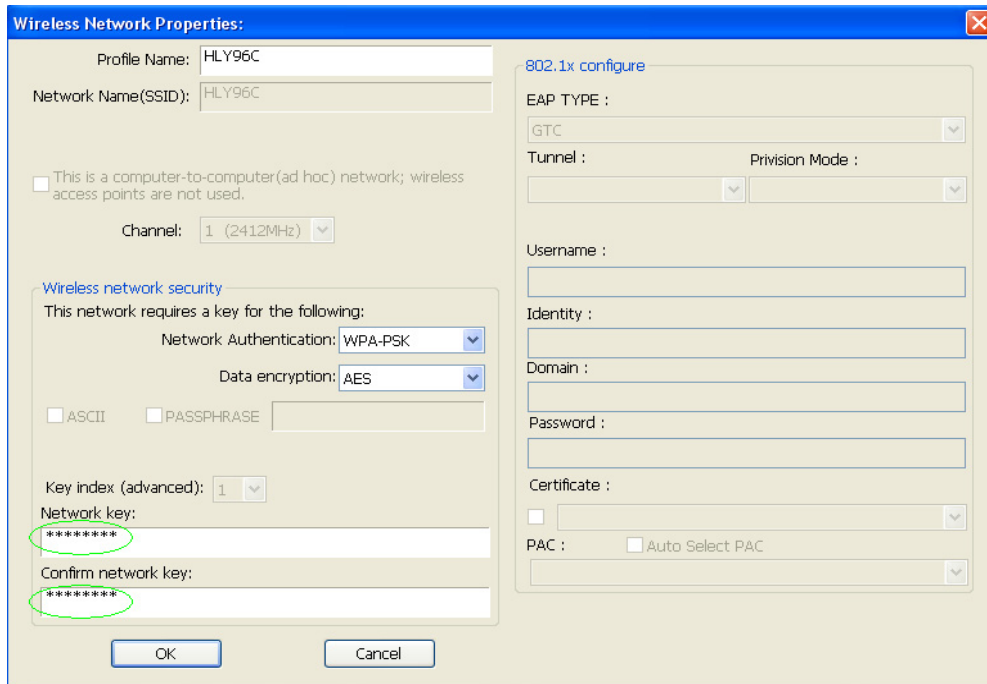 Wireless Network Properties:
Profile Name: HLY96C
Network Name(SSID): HLY96C
This is a computer-to-computer(ad hoc) network; wireless
access points are not used.
Channel: 1 (2412MHz)
Wireless network security
This network requires a key for the following:
Network Authentication: WPA-PSK
Data encryption: AES
ASCII PASSPHRASE
Key index (advanced): 1
Network key:
********
Confirm network key:
********
OK Cancel
802.1x configure
EAP TYPE :
GTC
Tunnel : Privision Mode :
Username :
Identity :
Domain :
Password :
Certificate :
PAC : Auto Select PAC